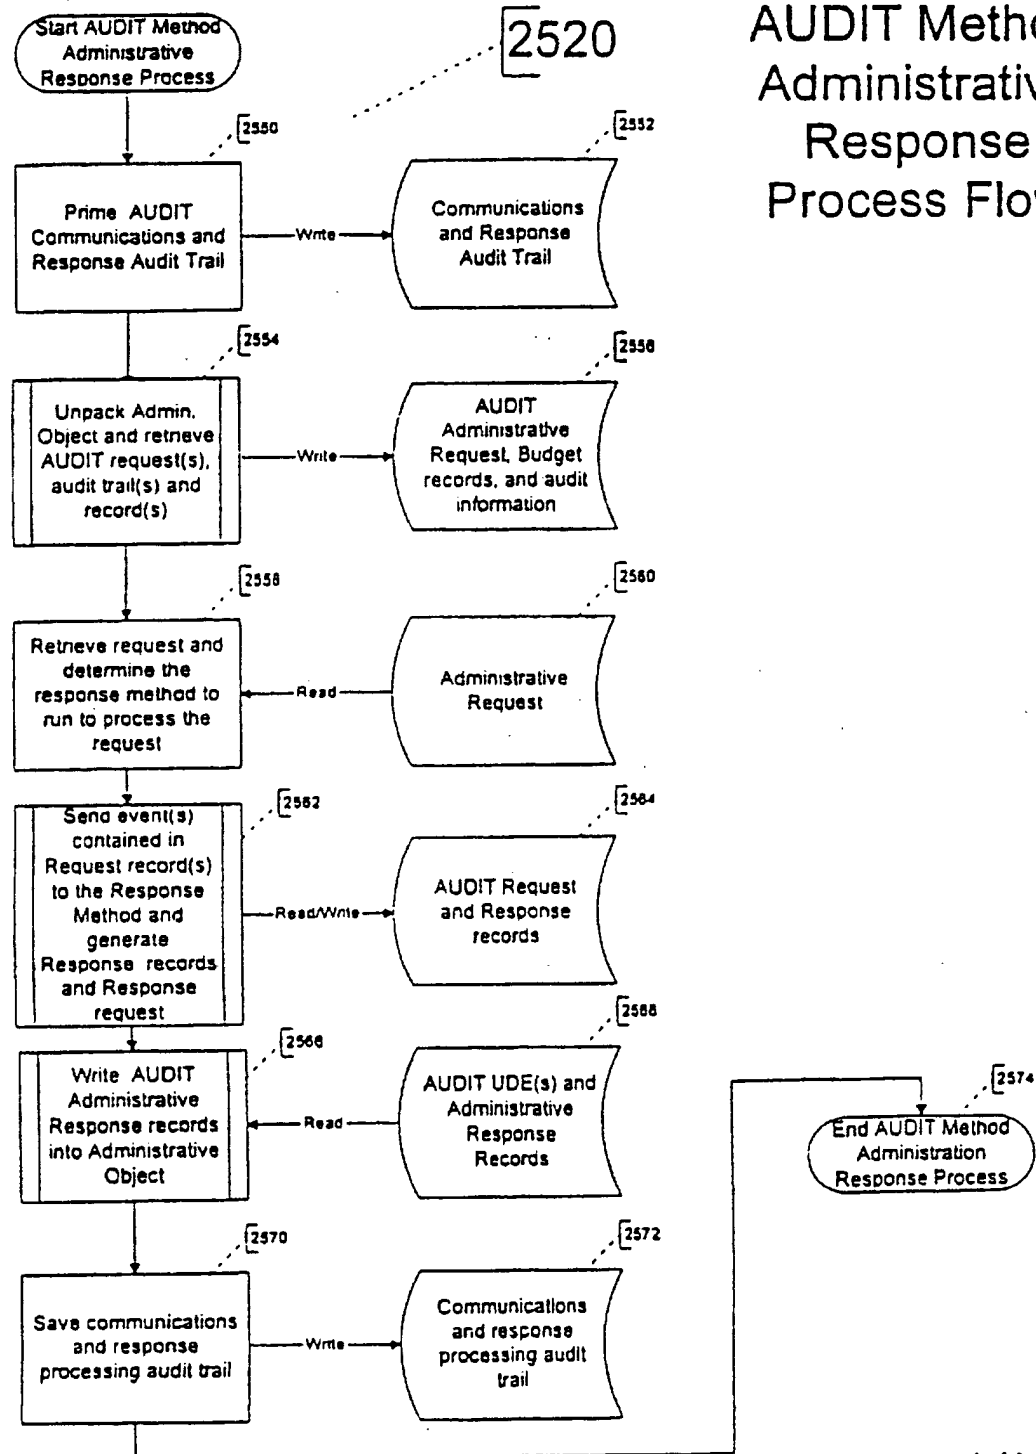 Start AUDIT Method
Administrative
Response Process
2520
AUDIT Metho
Administrativ
Response
Process Flo
2550
Prime AUDIT
Communications and
Response Audit Trail
Write
2552
Communications
and Response
Audit Trail
2554
Unpack Admin.
Object and retrieve
AUDIT request(s),
audit trail(s) and
record(s)
Write
2556
AUDIT
Administrative
Request, Budget
records, and audit
information
2558
Retrieve request and
determine the
response method to
run to process the
request
Read
2560
Administrative
Request
2562
Send event(s)
contained in
Request record(s)
to the Response
Method and
generate
Response records
and Response
request
Read/Write
2564
AUDIT Request
and Response
records
2566
Write AUDIT
Administrative
Response records
into Administrative
Object
Read
2568
AUDIT UDE(s) and
Administrative
Response
Records
2570
Save communications
and response
processing audit trail
Write
2572
Communications
and response
processing audit
trail
2574
End AUDIT Method
Administration
Response Process